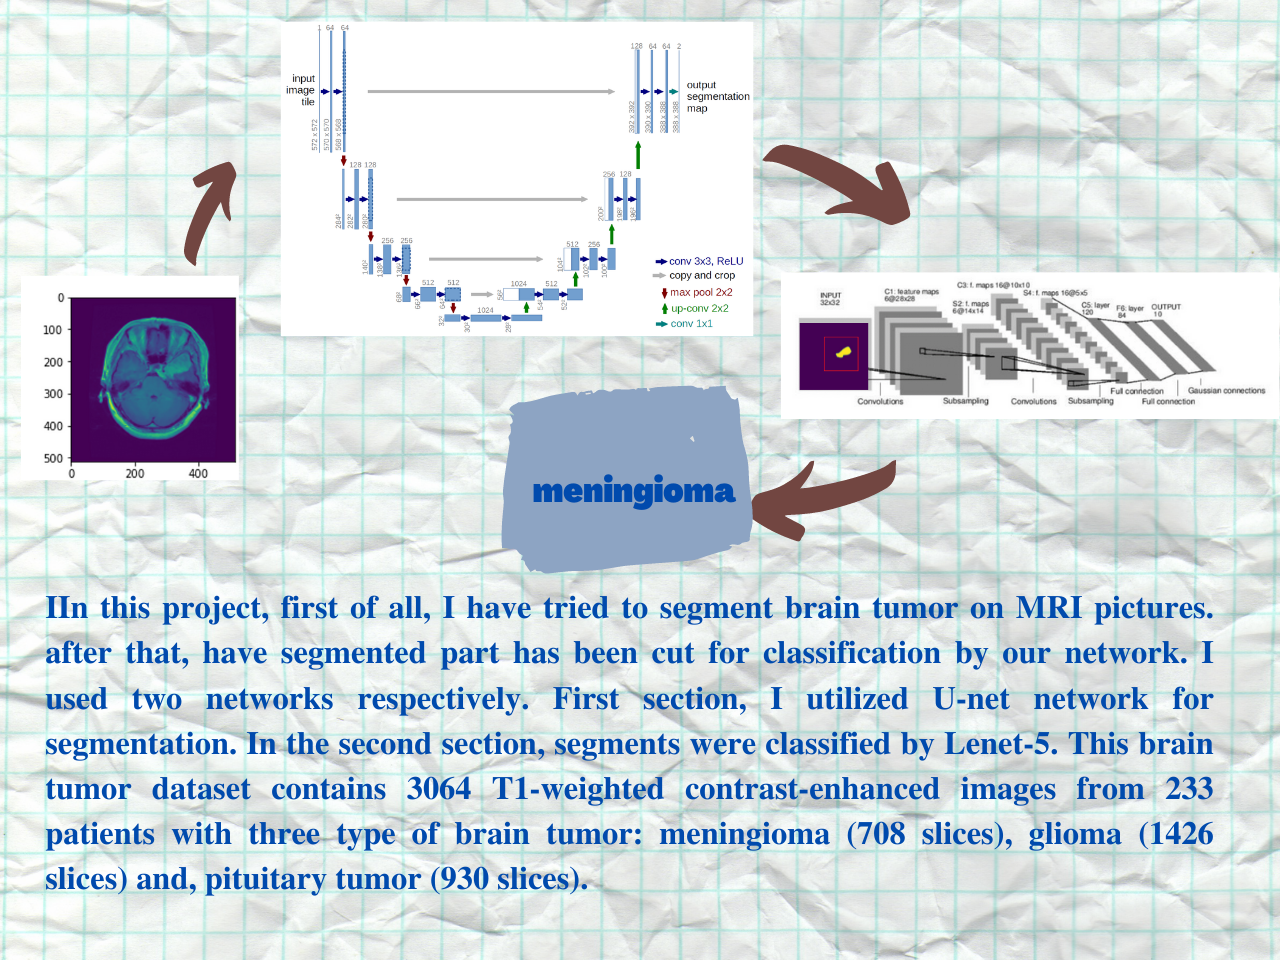 1 64 64
128 64 64 2
input
image
tile
output
segmentation
map
572 x 572
570 x 570
568 x 568
392 x 392
390 x 390
388 x 388
388 x 388
128 128
256 128
284²
282²
280²
200²
198²
196²
256 256
512 256
140²
138²
136²
104²
102²
100²
512 512
1024 512
68²
66²
64²
56²
54²
52²
1024
32²
30²
28²
conv 3x3, ReLU
copy and crop
max pool 2x2
up-conv 2x2
conv 1x1
0
100
200
300
400
500
0 200 400
INPUT
32x32
C1: feature maps
6@28x28
C3: f. maps 16@10x10
S4: f. maps 16@5x5
S2: f. maps
6@14x14
C5: layer
120
F6: layer
84
OUTPUT
10
Convolutions
Subsampling
Convolutions
Subsampling
Full connection
Full connection
Gaussian connections
meningioma
IIn this project, first of all, I have tried to segment brain tumor on MRI pictures.
after that, have segmented part has been cut for classification by our network. I
used two networks respectively. First section, I utilized U-net network for
segmentation. In the second section, segments were classified by Lenet-5. This brain
tumor dataset contains 3064 T1-weighted contrast-enhanced images from 233
patients with three type of brain tumor: meningioma (708 slices), glioma (1426
slices) and, pituitary tumor (930 slices).